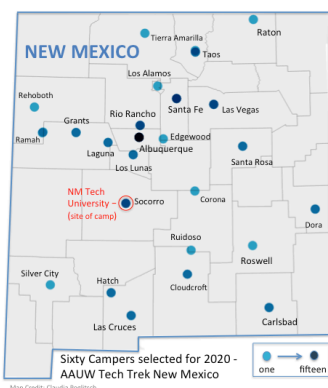 Raton
Tierra Amarilla
NEW MEXICO
Taos
Los Alamos
Rehoboth
Santa Fe
Las Vegas
Rio Rancho
Grants
Edgewood
Ramah
Albuquerque
Laguna
Santa Rosa
Los Lunas
NM Tech
University –
(site of camp)
Socorro
Corona
Dora
Ruidoso
Roswell
Silver City
Hatch
Cloudcroft
Las Cruces
Carlsbad
Sixty Campers selected for 2020 -
AAUW Tech Trek New Mexico
one fifteen